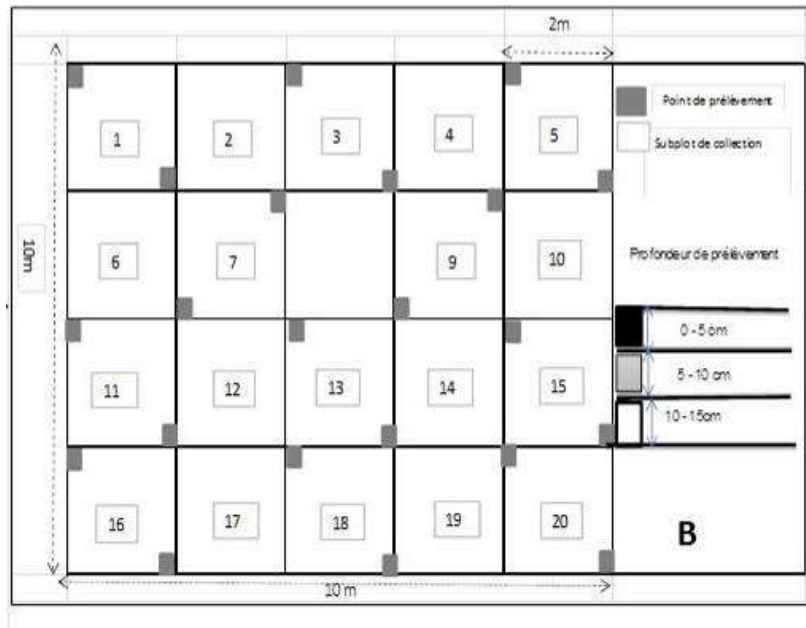 2m
Point de prélèvement
1
2
3
4
5
Subplot de collection
10m
6
7
9
10
Profondeur de prélèvement
0 - 5 cm
5 - 10 cm
10 - 15cm
11
12
13
14
15
16
17
18
19
20
B
10 m